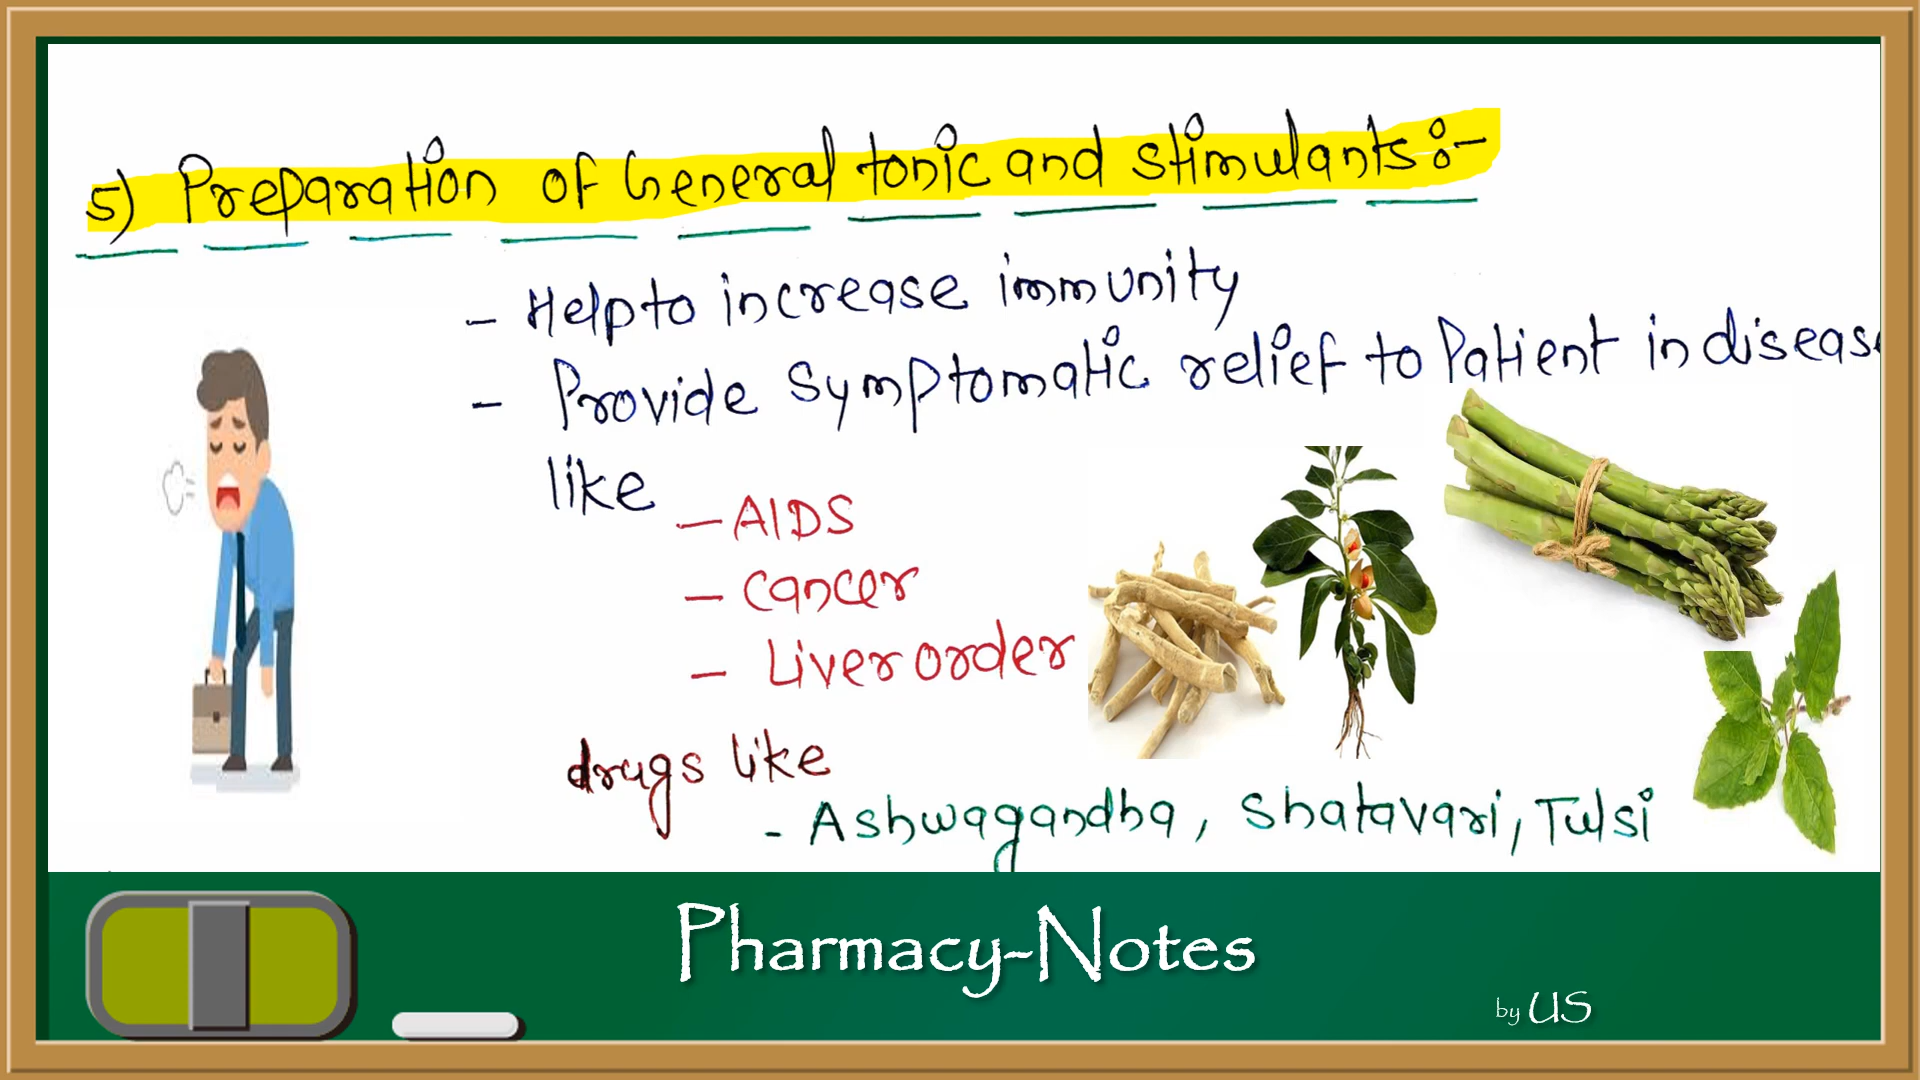 5) Preparation of General tonic and stimulants :-
- Help to increase immunity
- Provide Symptomatic relief to Patient in diseas
like
- AIDS
- Cancer
- Liver order
drugs like
- Ashwagandha, Shatavari, Tulsi
Pharmacy-Notes
by US